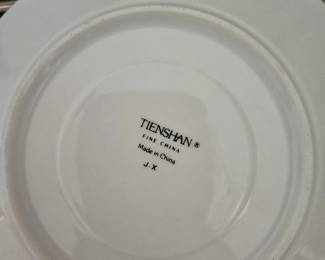 TIENSHAN ®
FINE CHINA
Made in China
J.X